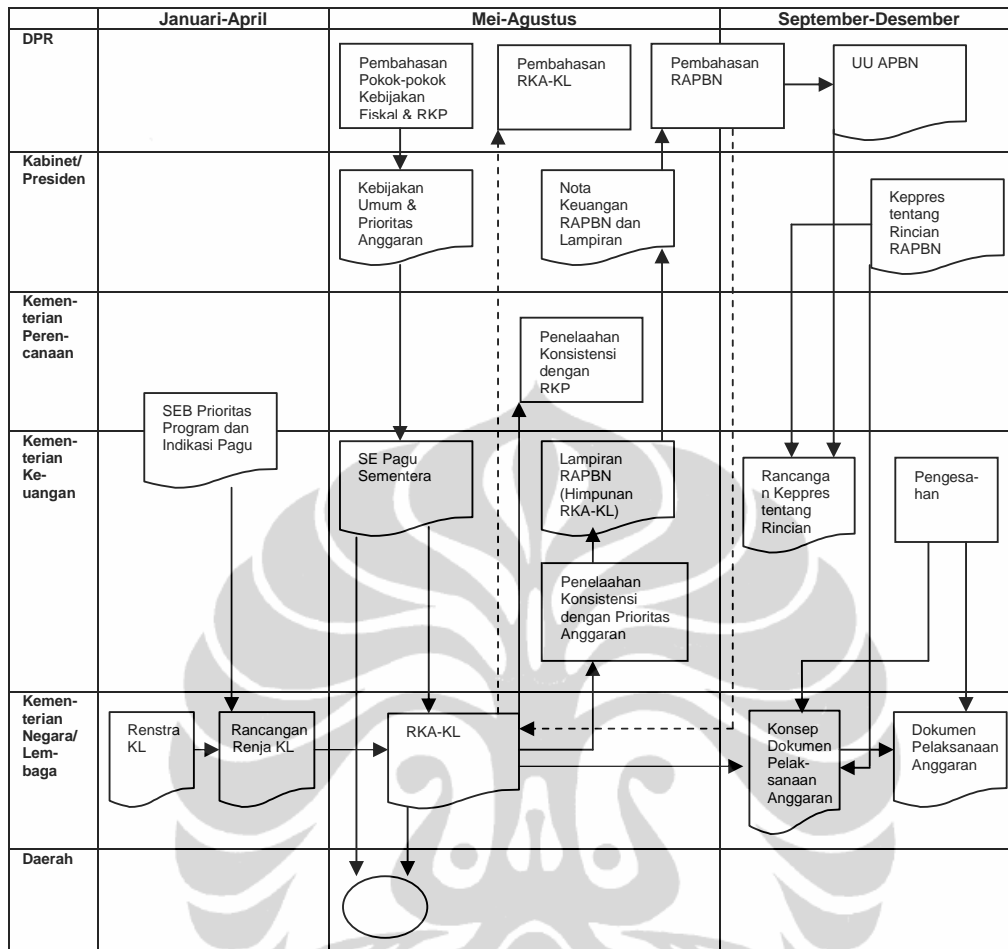 Januari-April
Mei-Agustus
September-Desember
DPR
Pembahasan
Pokok-pokok
Kebijakan
Fiskal & RKP
Pembahasan
RKA-KL
Pembahasan
RAPBN
UU APBN
Kabinet/
Presiden
Kebijakan
Umum &
Prioritas
Anggaran
Nota
Keuangan
RAPBN dan
Lampiran
Keppres
tentang
Rincian
RAPBN
Kemen-
terian
Peren-
canaan
Penelaahan
Konsistensi
dengan
RKP
SEB Prioritas
Program dan
Indikasi Pagu
Kemen-
terian
Ke-
uangan
SE Pagu
Sementera
Lampiran
RAPBN
(Himpunan
RKA-KL)
Rancanga
n Keppres
tentang
Rincian
Pengesa-
han
Penelaahan
Konsistensi
dengan Prioritas
Anggaran
Kemen-
terian
Negara/
Lem-
baga
Renstra
KL
Rancangan
Renja KL
RKA-KL
Konsep
Dokumen
Pelak-
sanaan
Anggaran
Dokumen
Pelaksanaan
Anggaran
Daerah